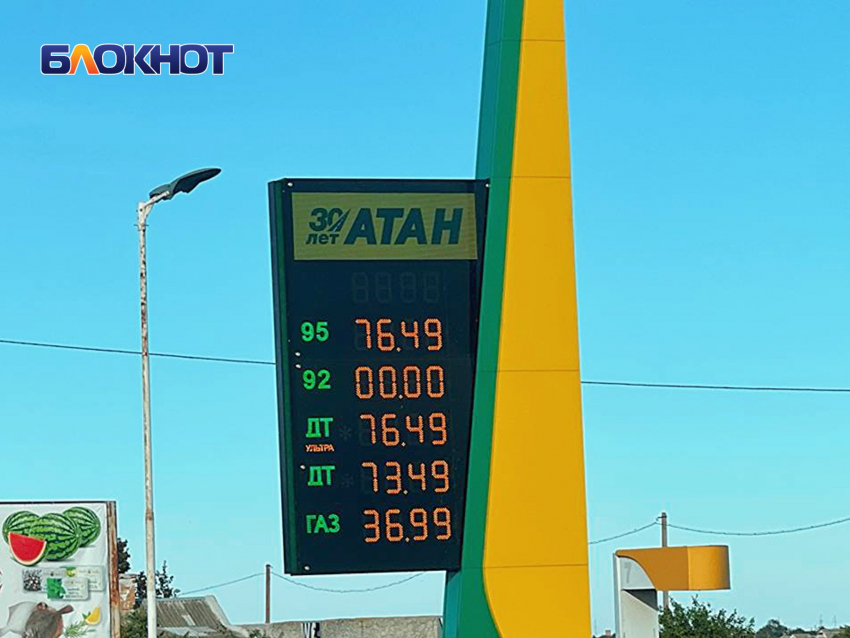 БЛОКНОТ
30 лет АТАН
95 76.49
92 00.00
ДТ 76.49
УЛЬТРА
ДТ 73.49
ГАЗ 36.99